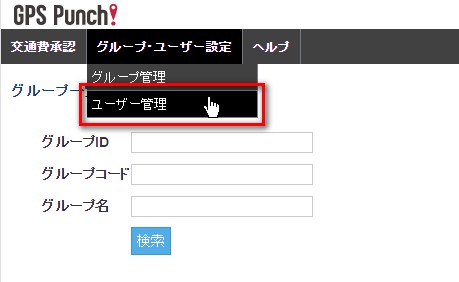 GPS Punch!
交通費承認 グループ・ユーザー設定 ヘルプ
グループ管理
グループ一
ユーザー管理
グループID
グループコード
グループ名
検索